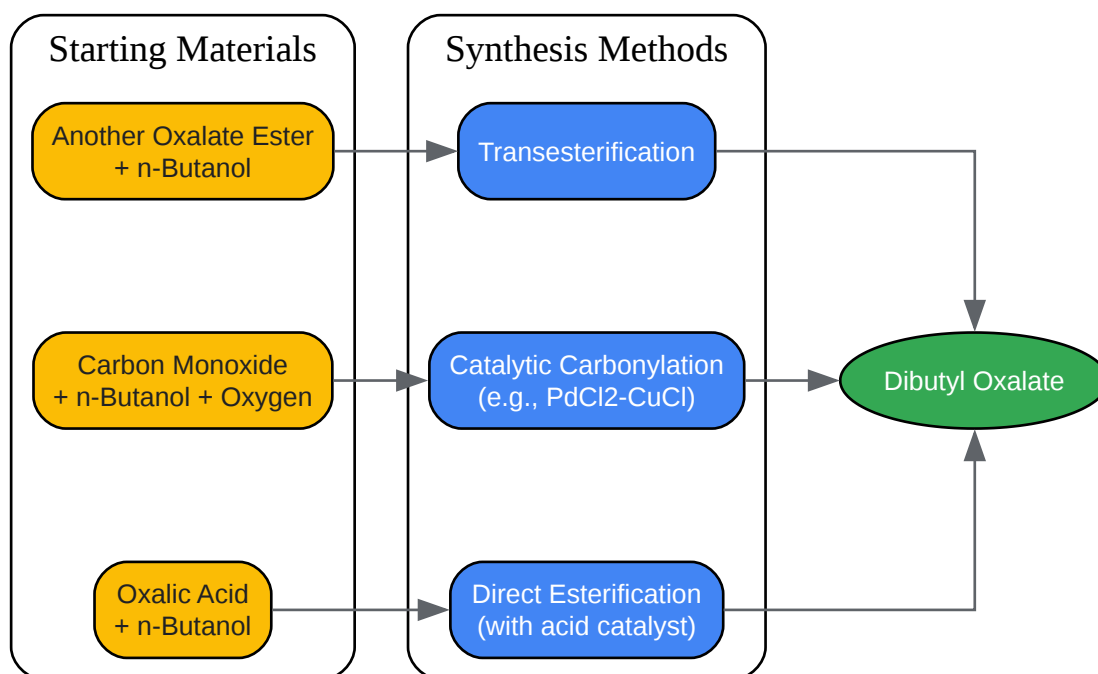 Starting Materials
Synthesis Methods
Another Oxalate Ester
+ n-Butanol
Transesterification
Carbon Monoxide
+ n-Butanol + Oxygen
Catalytic Carbonylation
(e.g., PdCl2-CuCl)
Dibutyl Oxalate
Oxalic Acid
+ n-Butanol
Direct Esterification
(with acid catalyst)